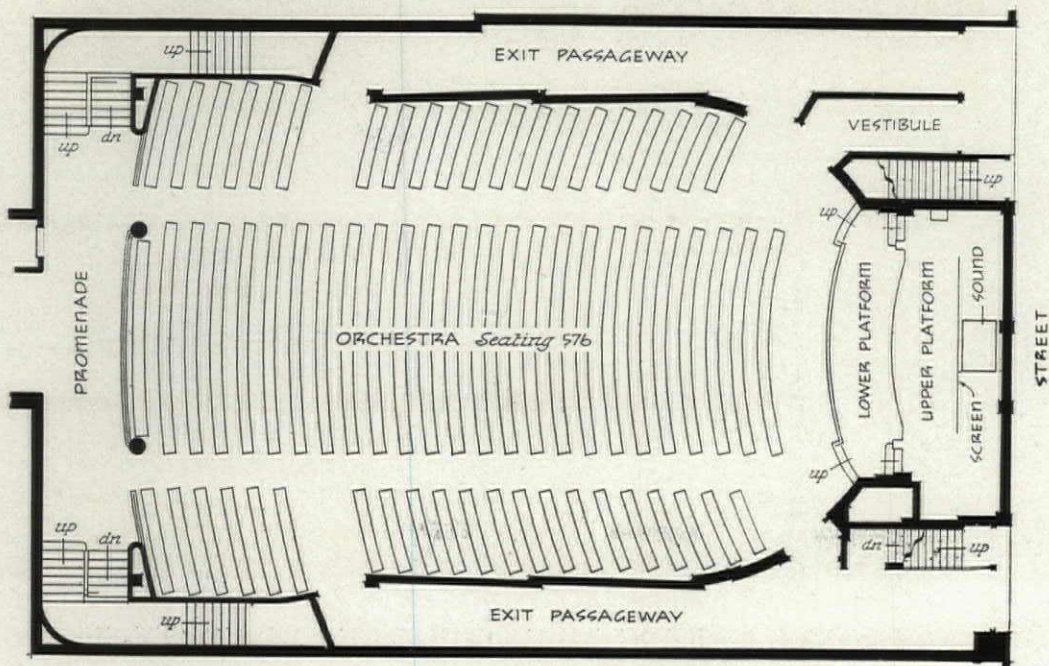 EXIT PASSAGEWAY
up
up
dn
VESTIBULE
up
up
PROMENADE
ORCHESTRA Seating 576
LOWER PLATFORM
UPPER PLATFORM
SOUND
SCREEN
STREET
up
up
dn
dn
up
up
EXIT PASSAGEWAY